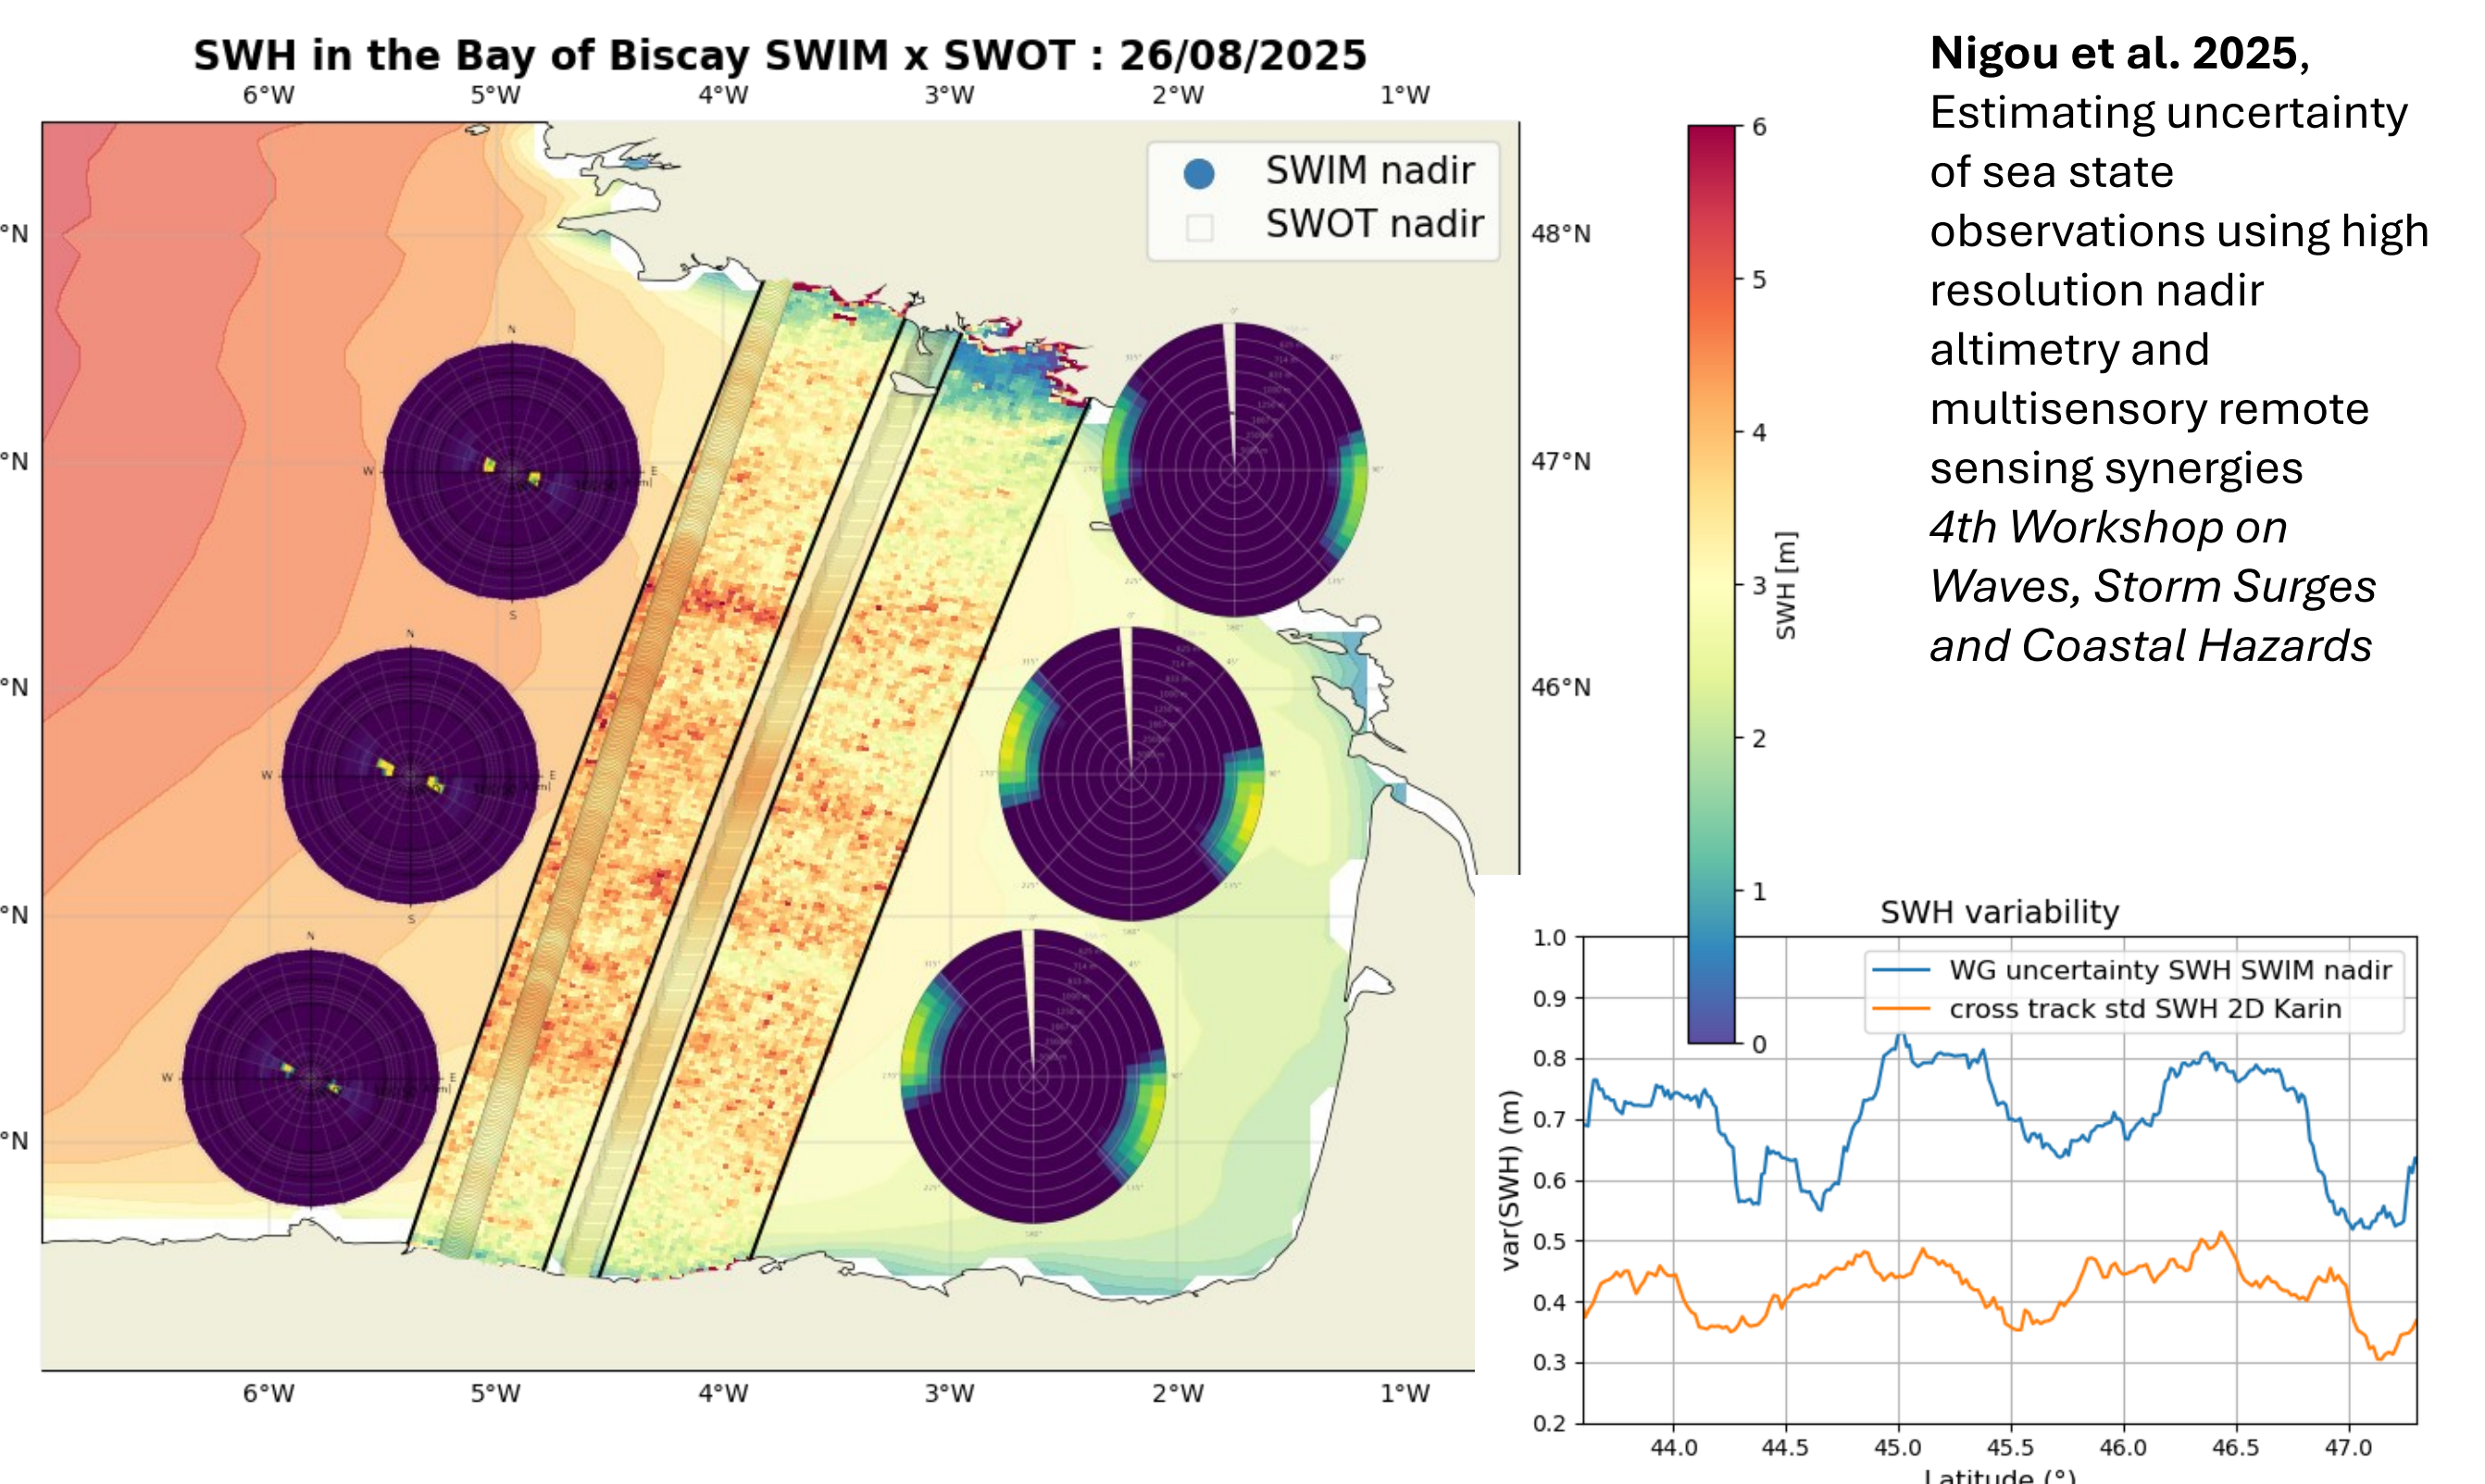 SWH in the Bay of Biscay SWIM x SWOT : 26/08/2025
6°W 5°W 4°W 3°W 2°W 1°W
SWIM nadir
SWOT nadir
°N
°N
°N
°N
°N
48°N
47°N
46°N
N
W E
S
N
W E
S
N
W E
6°W 5°W 4°W 3°W 2°W 1°W
6
5
4
3
2
1
0
SWH [m]
Nigou et al. 2025,
Estimating uncertainty
of sea state
observations using high
resolution nadir
altimetry and
multisensory remote
sensing synergies
4th Workshop on
Waves, Storm Surges
and Coastal Hazards
SWH variability
WG uncertainty SWH SWIM nadir
cross track std SWH 2D Karin
var(SWH) (m)
1.0
0.9
0.8
0.7
0.6
0.5
0.4
0.3
0.2
44.0 44.5 45.0 45.5 46.0 46.5 47.0
Latitude (°)